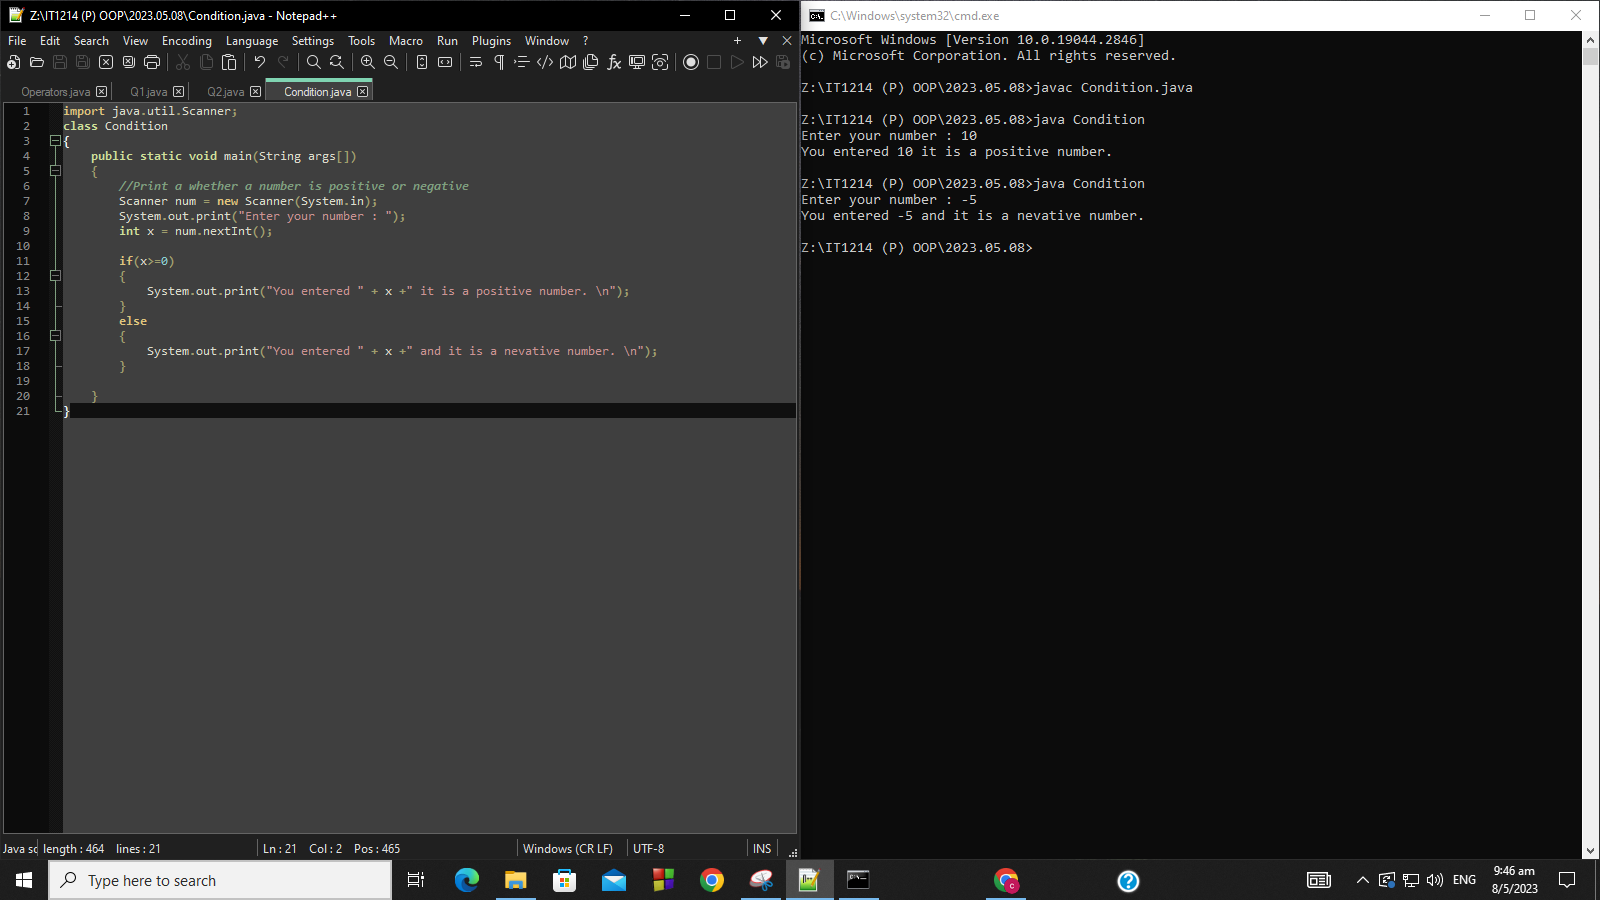 Z:\IT1214 (P) OOP\2023.05.08\Condition.java - Notepad++
File Edit Search View Encoding Language Settings Tools Macro Run Plugins Window ?
Operators.java Q1.java Q2.java Condition.java
1 import java.util.Scanner;
2 class Condition
3 {
4 public static void main(String args[])
5 {
6 //Print a whether a number is positive or negative
7 Scanner num = new Scanner(System.in);
8 System.out.print("Enter your number : ");
9 int x = num.nextInt();
10
11 if(x>=0)
12 {
13 System.out.print("You entered " + x +" it is a positive number. \n");
14 }
15 else
16 {
17 System.out.print("You entered " + x +" and it is a nevative number. \n");
18 }
19
20 }
21 }
Java sc length : 464 lines : 21 Ln : 21 Col : 2 Pos : 465 Windows (CR LF) UTF-8 INS
C:\Windows\system32\cmd.exe
Microsoft Windows [Version 10.0.19044.2846]
(c) Microsoft Corporation. All rights reserved.
Z:\IT1214 (P) OOP\2023.05.08>javac Condition.java
Z:\IT1214 (P) OOP\2023.05.08>java Condition
Enter your number : 10
You entered 10 it is a positive number.
Z:\IT1214 (P) OOP\2023.05.08>java Condition
Enter your number : -5
You entered -5 and it is a nevative number.
Z:\IT1214 (P) OOP\2023.05.08>
Type here to search
ENG
9:46 am
8/5/2023